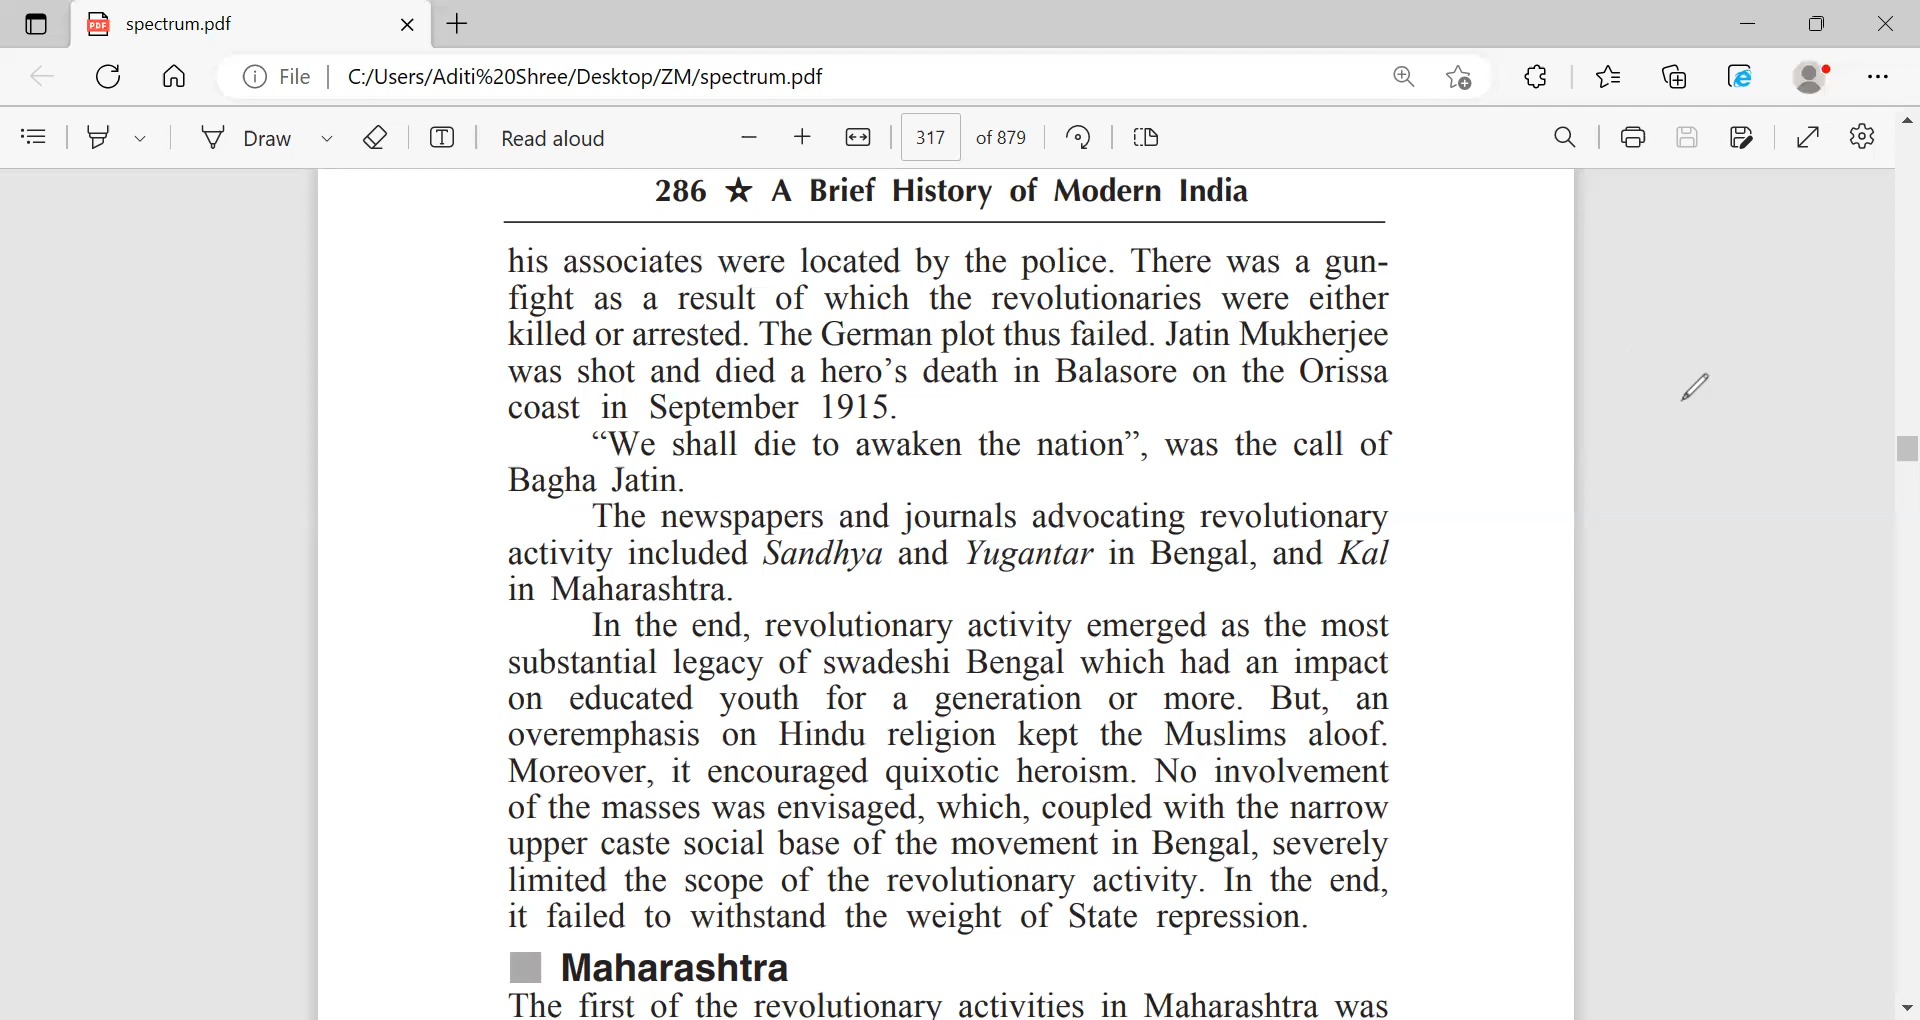 spectrum.pdf
File
C:/Users/Aditi%20Shree/Desktop/ZM/spectrum.pdf
Draw
Read aloud
317 of 879
286 ★ A Brief History of Modern India
his associates were located by the police. There was a gun-
fight as a result of which the revolutionaries were either
killed or arrested. The German plot thus failed. Jatin Mukherjee
was shot and died a hero's death in Balasore on the Orissa
coast in September 1915.
“We shall die to awaken the nation”, was the call of
Bagha Jatin.
The newspapers and journals advocating revolutionary
activity included Sandhya and Yugantar in Bengal, and Kal
in Maharashtra.
In the end, revolutionary activity emerged as the most
substantial legacy of swadeshi Bengal which had an impact
on educated youth for a generation or more. But, an
overemphasis on Hindu religion kept the Muslims aloof.
Moreover, it encouraged quixotic heroism. No involvement
of the masses was envisaged, which, coupled with the narrow
upper caste social base of the movement in Bengal, severely
limited the scope of the revolutionary activity. In the end,
it failed to withstand the weight of State repression.
Maharashtra
The first of the revolutionary activities in Maharashtra was